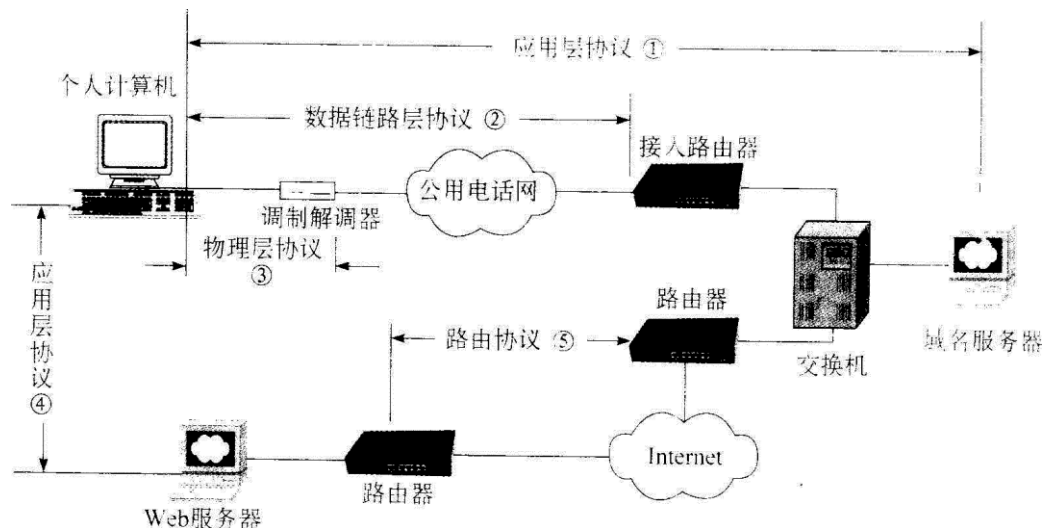 应用层协议 ①
个人计算机
数据链路层协议 ②
接入路由器
公用电话网
调制解调器
物理层协议
③
应用层协议④
路由器
路由协议 ⑤
域名服务器
交换机
Internet
路由器
Web服务器